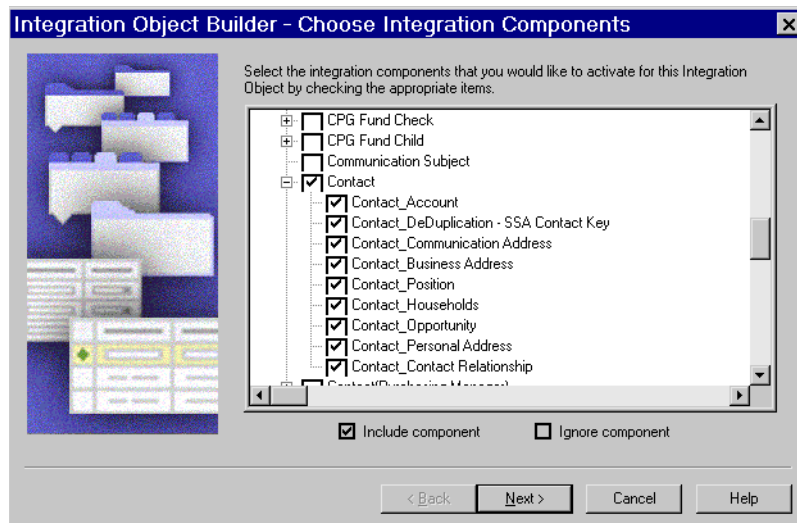 Integration Object Builder - Choose Integration Components
Select the integration components that you would like to activate for this Integration
Object by checking the appropriate items.
CPG Fund Check
CPG Fund Child
Communication Subject
Contact
Contact_Account
Contact_DeDuplication - SSA Contact Key
Contact_Communication Address
Contact_Business Address
Contact_Position
Contact_Households
Contact_Opportunity
Contact_Personal Address
Contact_Contact Relationship
Contact(Purchasing Manager)
Include component
Ignore component
< Back
Next >
Cancel
Help